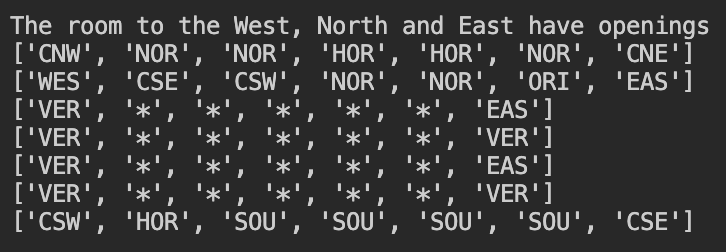 The room to the West, North and East have openings
['CNW', 'NOR', 'NOR', 'HOR', 'HOR', 'NOR', 'CNE']
['WES', 'CSE', 'CSW', 'NOR', 'NOR', 'ORI', 'EAS']
['VER', '*', '*', '*', '*', '*', 'EAS']
['VER', '*', '*', '*', '*', '*', 'VER']
['VER', '*', '*', '*', '*', '*', 'EAS']
['VER', '*', '*', '*', '*', '*', 'VER']
['CSW', 'HOR', 'SOU', 'SOU', 'SOU', 'SOU', 'CSE']